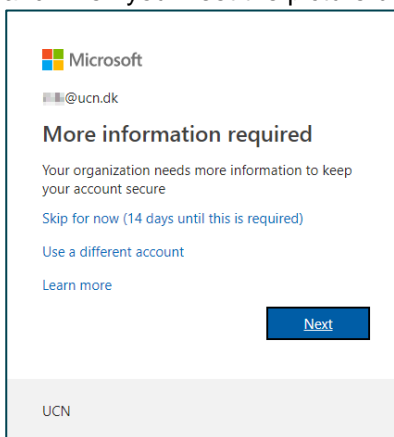 Microsoft
@ucn.dk
More information required
Your organization needs more information to keep
your account secure
Skip for now (14 days until this is required)
Use a different account
Learn more
Next
UCN